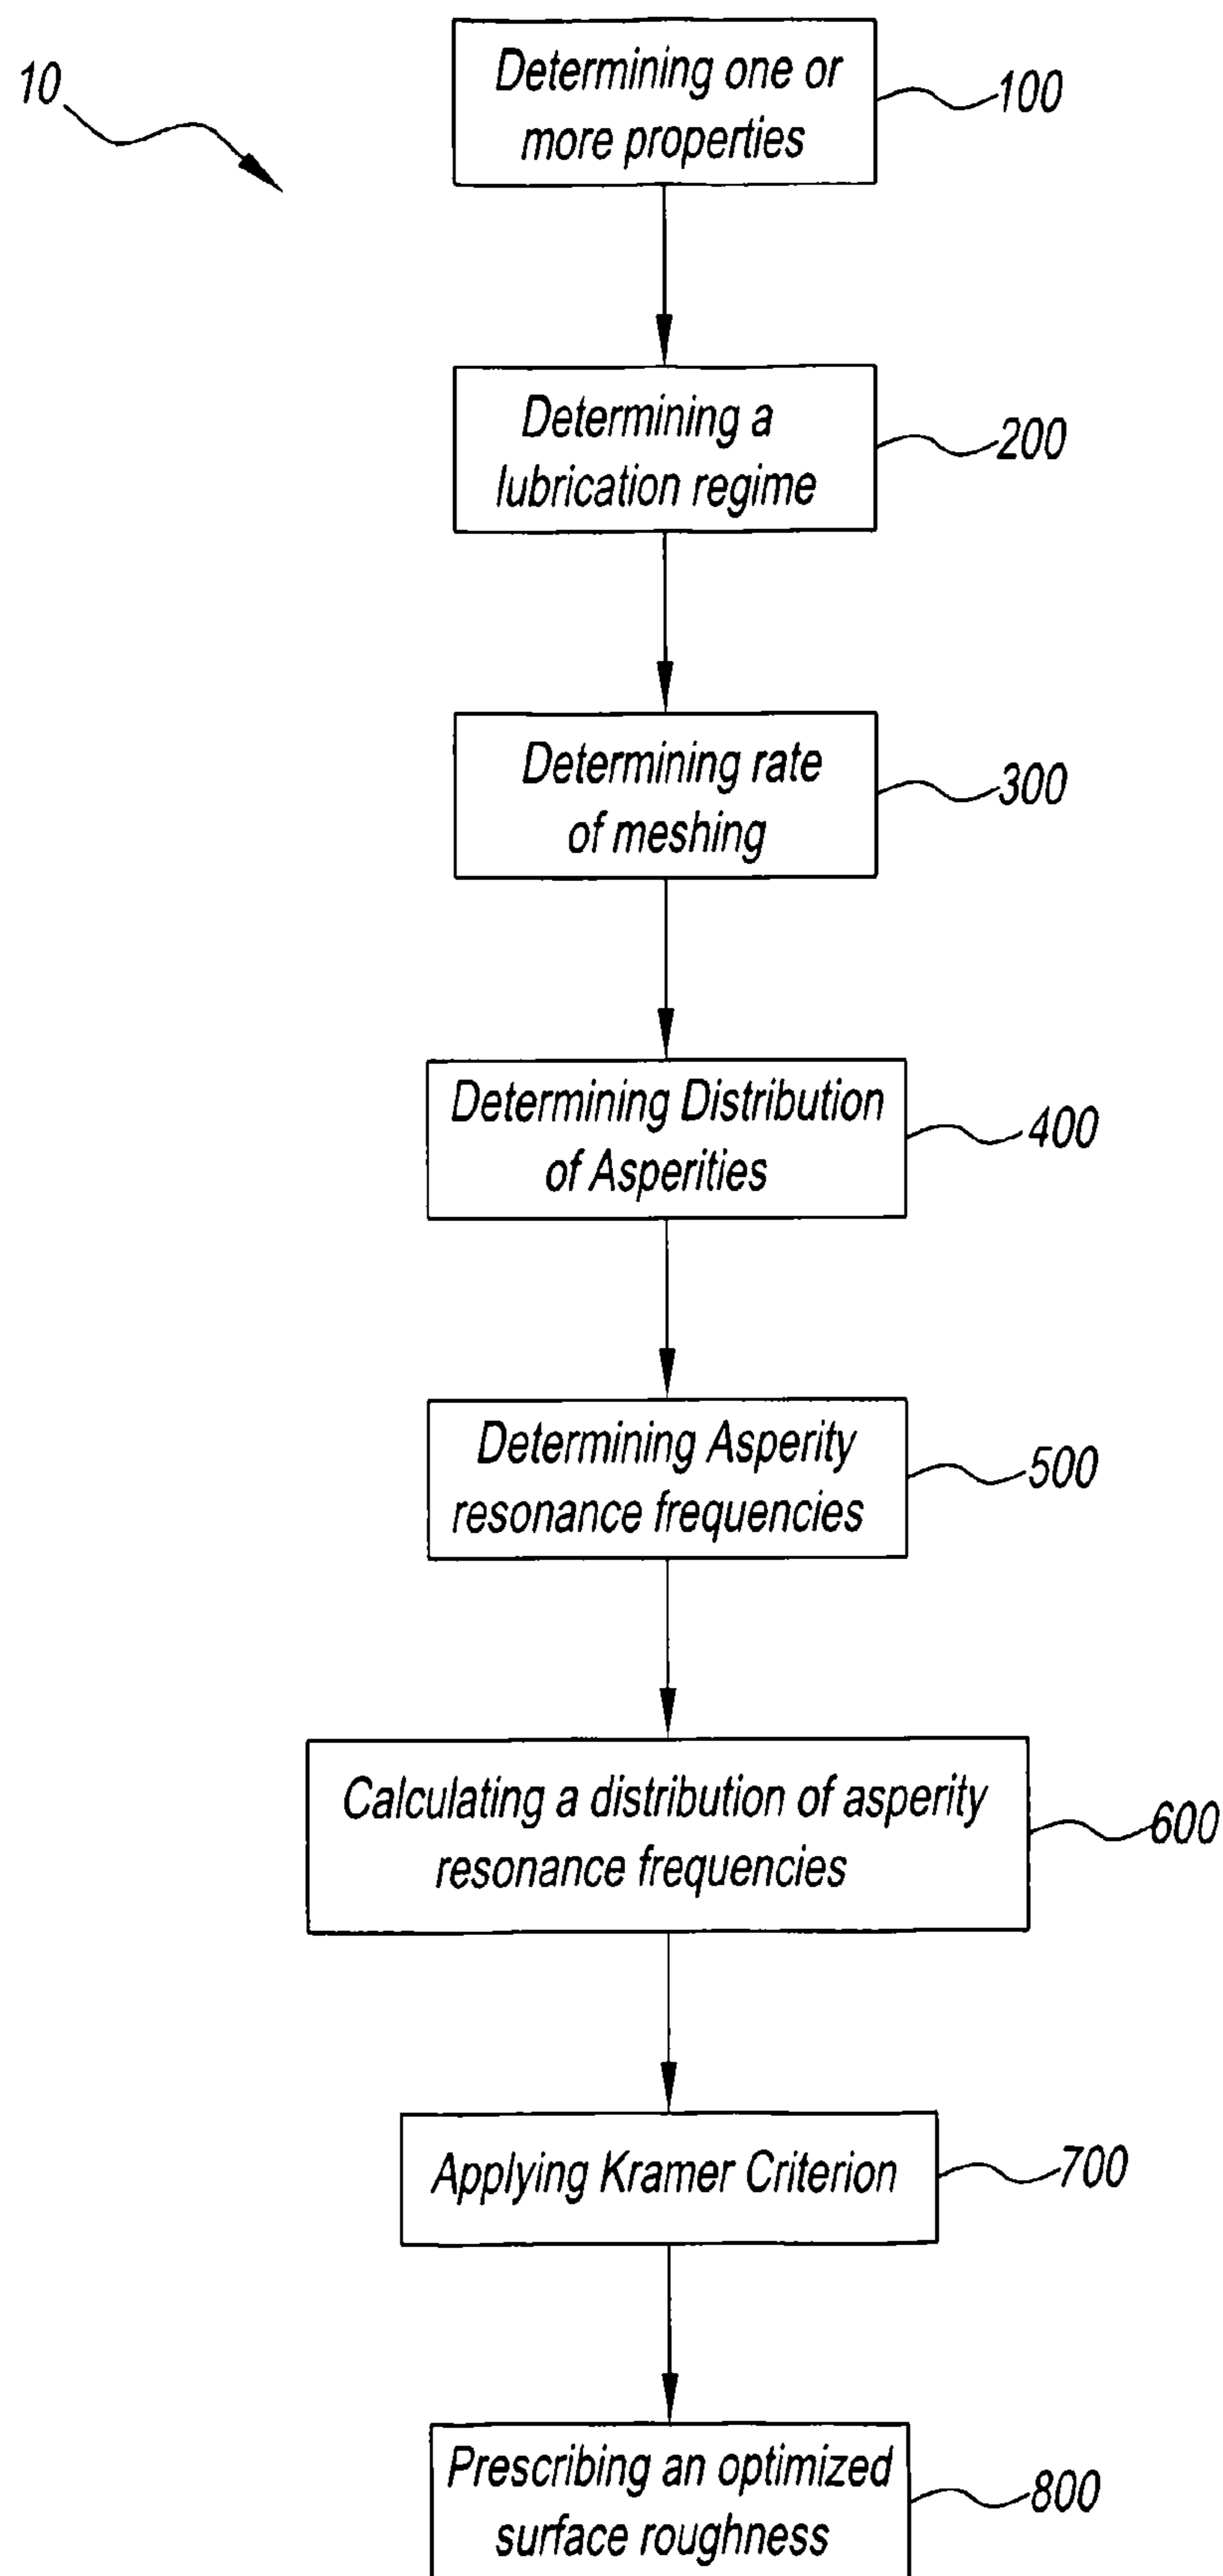 10
Determining one or
more properties
100
Determining a
lubrication regime
200
Determining rate
of meshing
300
Determining Distribution
of Asperities
400
Determining Asperity
resonance frequencies
500
Calculating a distribution of asperity
resonance frequencies
600
Applying Kramer Criterion
700
Prescribing an optimized
surface roughness
800